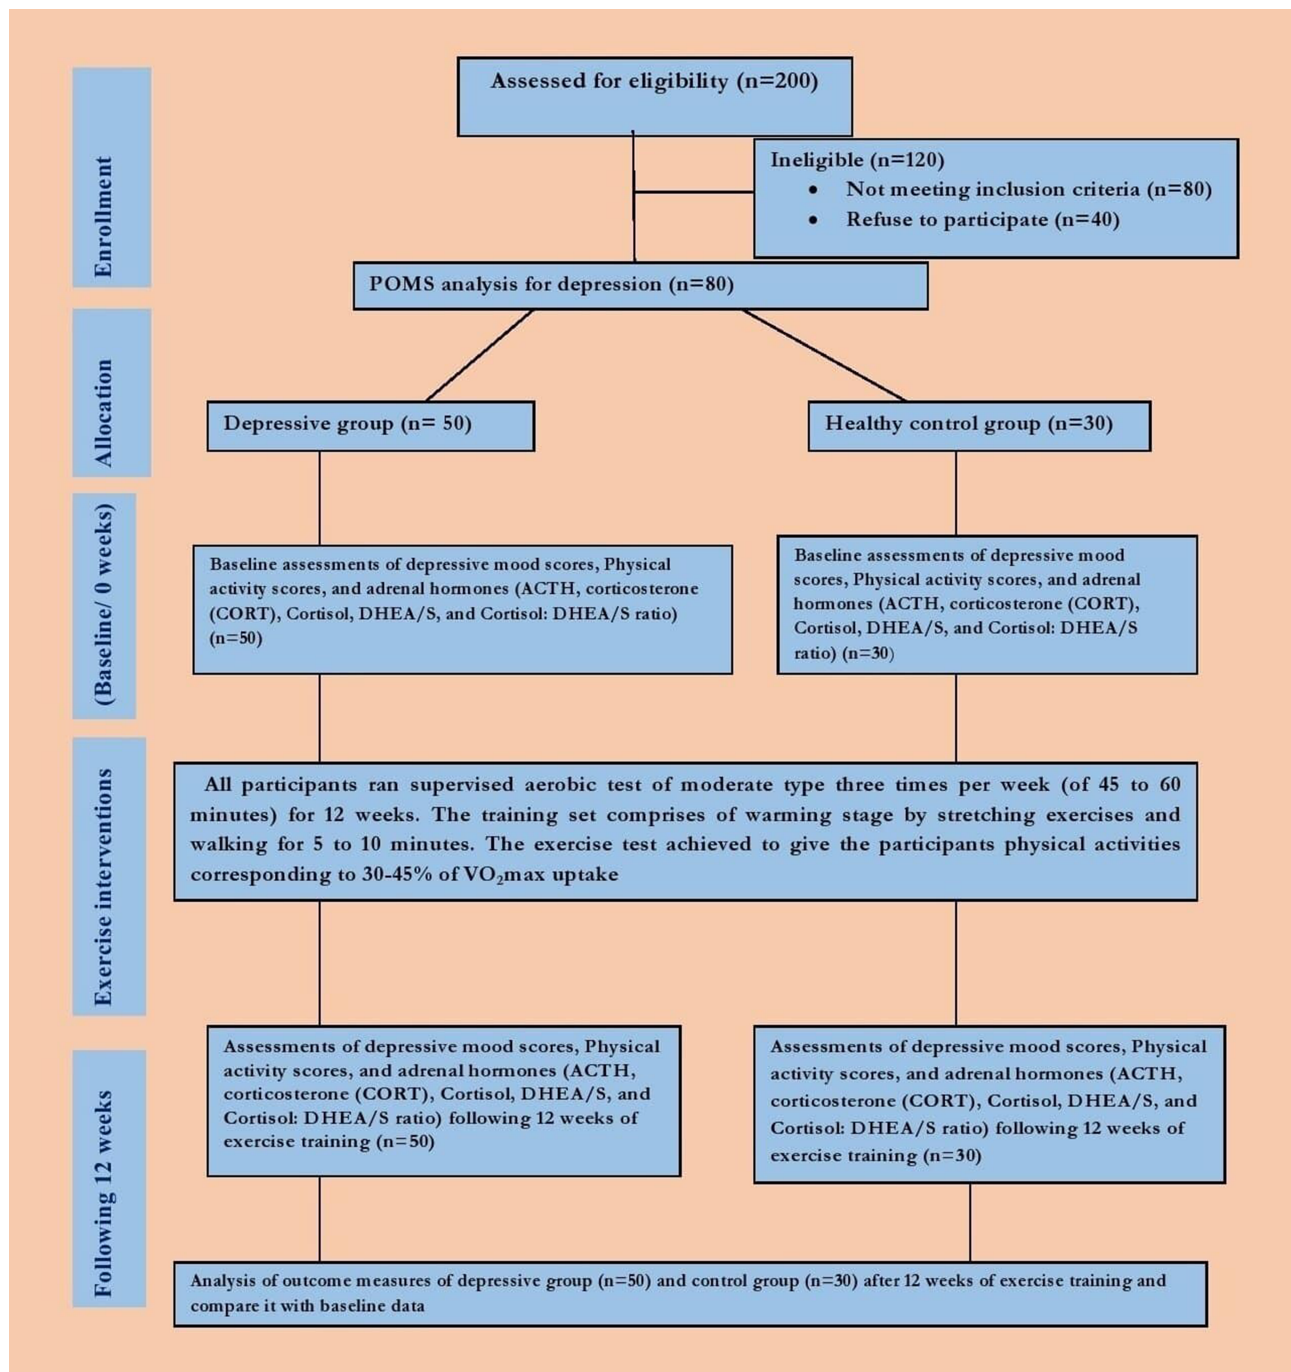 Assessed for eligibility (n=200)
Enrollment
Ineligible (n=120)
• Not meeting inclusion criteria (n=80)
• Refuse to participate (n=40)
POMS analysis for depression (n=80)
Allocation
Depressive group (n= 50)
Healthy control group (n=30)
(Baseline/ 0 weeks)
Baseline assessments of depressive mood scores, Physical
activity scores, and adrenal hormones (ACTH, corticosterone
(CORT), Cortisol, DHEA/S, and Cortisol: DHEA/S ratio)
(n=50)
Baseline assessments of depressive mood
scores, Physical activity scores, and adrenal
hormones (ACTH, corticosterone (CORT),
Cortisol, DHEA/S, and Cortisol: DHEA/S
ratio) (n=30)
Exercise interventions
All participants ran supervised aerobic test of moderate type three times per week (of 45 to 60
minutes) for 12 weeks. The training set comprises of warming stage by stretching exercises and
walking for 5 to 10 minutes. The exercise test achieved to give the participants physical activities
corresponding to 30-45% of VO₂max uptake
Following 12 weeks
Assessments of depressive mood scores, Physical
activity scores, and adrenal hormones (ACTH,
corticosterone (CORT), Cortisol, DHEA/S, and
Cortisol: DHEA/S ratio) following 12 weeks of
exercise training (n=50)
Assessments of depressive mood scores, Physical
activity scores, and adrenal hormones (ACTH,
corticosterone (CORT), Cortisol, DHEA/S, and
Cortisol: DHEA/S ratio) following 12 weeks of
exercise training (n=30)
Analysis of outcome measures of depressive group (n=50) and control group (n=30) after 12 weeks of exercise training and
compare it with baseline data